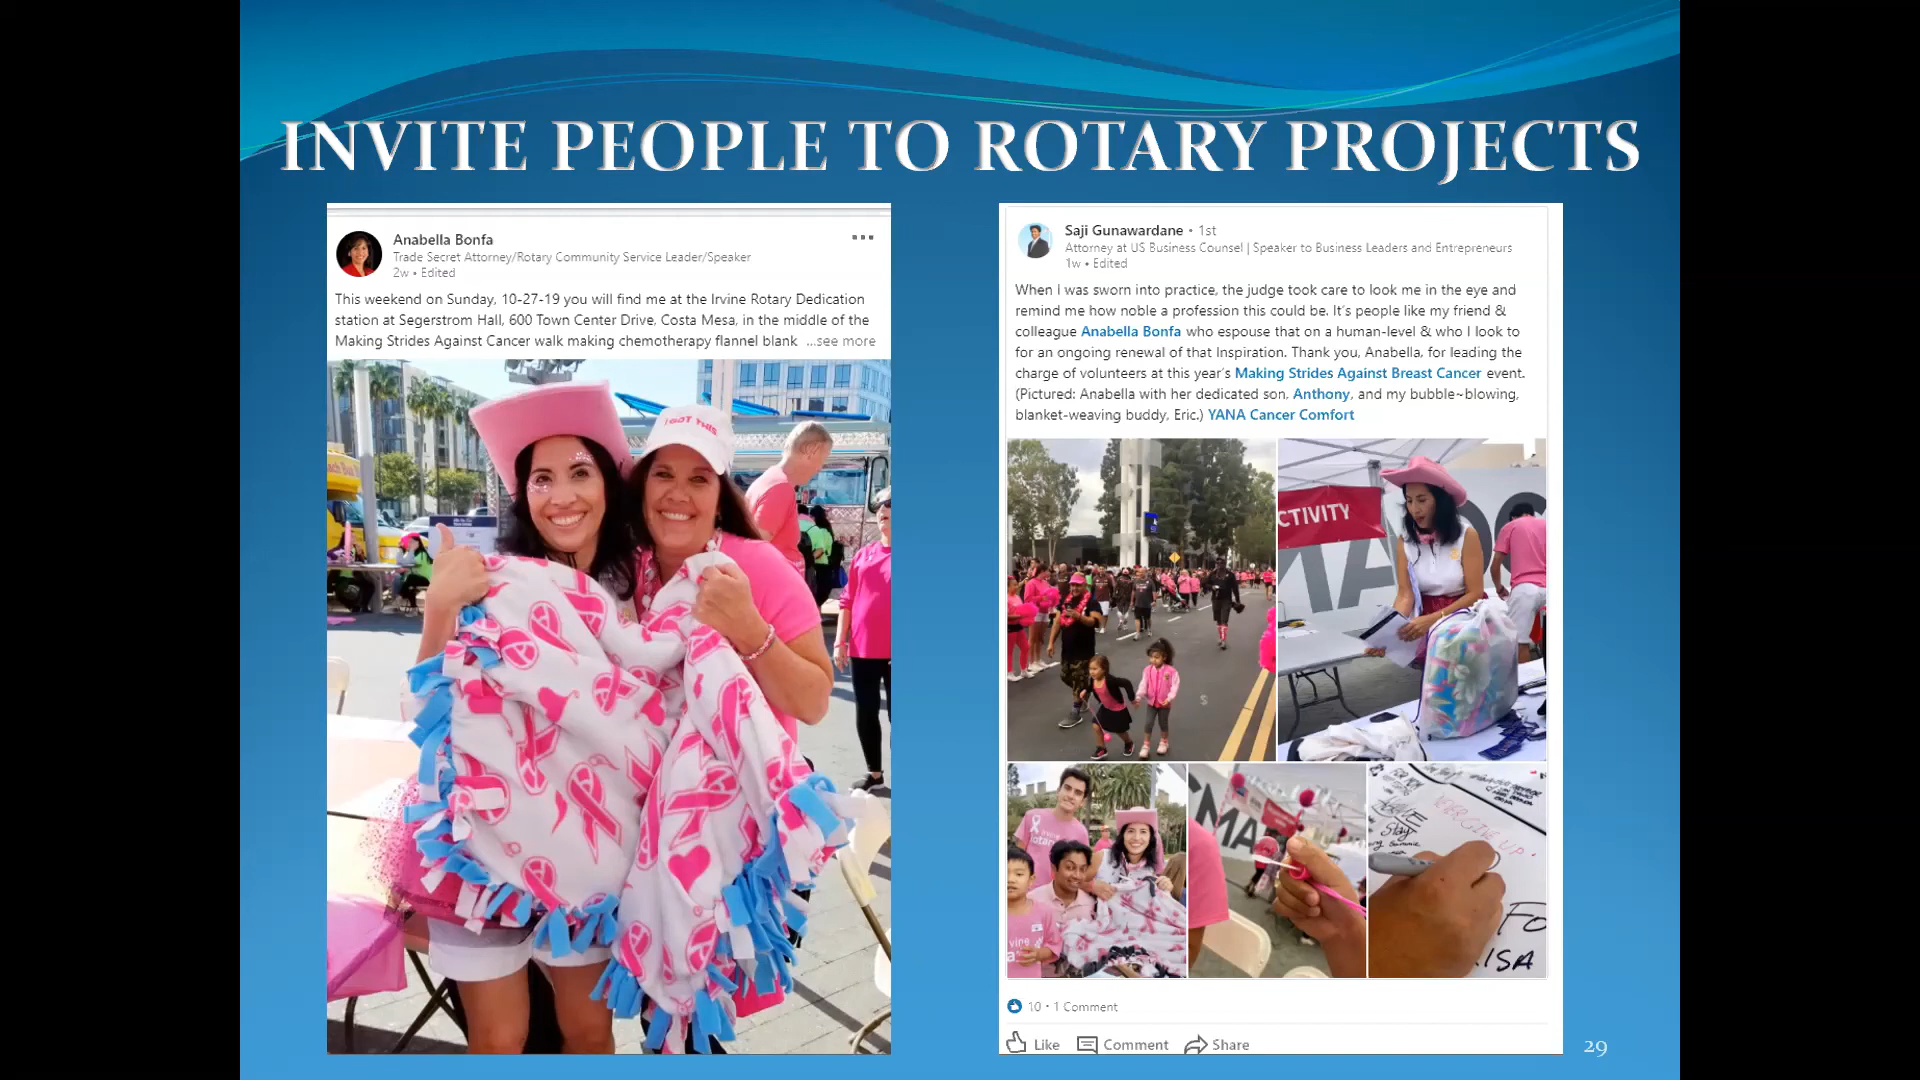 INVITE PEOPLE TO ROTARY PROJECTS
Anabella Bonfa
Trade Secret Attorney/Rotary Community Service Leader/Speaker
2w • Edited
This weekend on Sunday, 10-27-19 you will find me at the Irvine Rotary Dedication
station at Segerstrom Hall, 600 Town Center Drive, Costa Mesa, in the middle of the
Making Strides Against Cancer walk making chemotherapy flannel blank ...see more
I GOT THIS
Saji Gunawardane • 1st
Attorney at US Business Counsel | Speaker to Business Leaders and Entrepreneurs
1w • Edited
When I was sworn into practice, the judge took care to look me in the eye and
remind me how noble a profession this could be. It's people like my friend &
colleague Anabella Bonfa who espouse that on a human-level & who I look to
for an ongoing renewal of that Inspiration. Thank you, Anabella, for leading the
charge of volunteers at this year's Making Strides Against Breast Cancer event.
(Pictured: Anabella with her dedicated son, Anthony, and my bubble~blowing,
blanket-weaving buddy, Eric.) YANA Cancer Comfort
CTIVITY
NEVER GIVE UP
Stay
FO
ISA
10 • 1 Comment
Like Comment Share
29